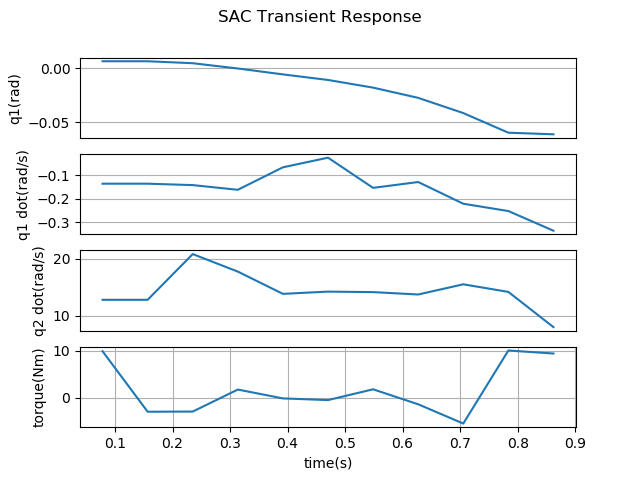 SAC Transient Response
q1(rad)
0.00
−0.05
q1 dot(rad/s)
−0.1
−0.2
−0.3
q2 dot(rad/s)
20
10
torque(Nm)
10
0
0.1 0.2 0.3 0.4 0.5 0.6 0.7 0.8 0.9
time(s)